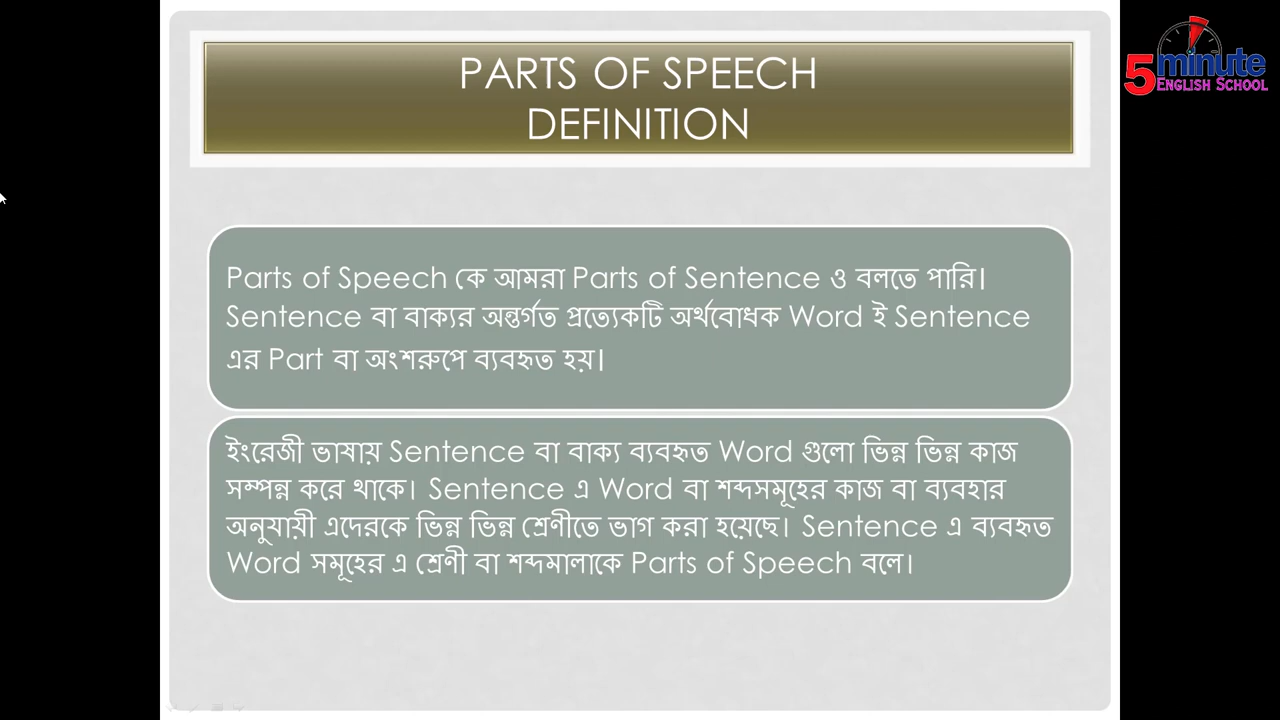 PARTS OF SPEECH
DEFINITION
5 minute
ENGLISH SCHOOL
Parts of Speech কে আমরা Parts of Sentence ও বলতে পারি।
Sentence বা বাক্যর অন্তর্গত প্রত্যেকটি অর্থবোধক Word ই Sentence
এর Part বা অংশরুপে ব্যবহৃত হয়।
ইংরেজী ভাষায় Sentence বা বাক্য ব্যবহৃত Word গুলো ভিন্ন ভিন্ন কাজ
সম্পন্ন করে থাকে। Sentence এ Word বা শব্দসমূহের কাজ বা ব্যবহার
অনুযায়ী এদেরকে ভিন্ন ভিন্ন শ্রেণীতে ভাগ করা হয়েছে। Sentence এ ব্যবহৃত
Word সমূহের এ শ্রেণী বা শব্দমালাকে Parts of Speech বলে।